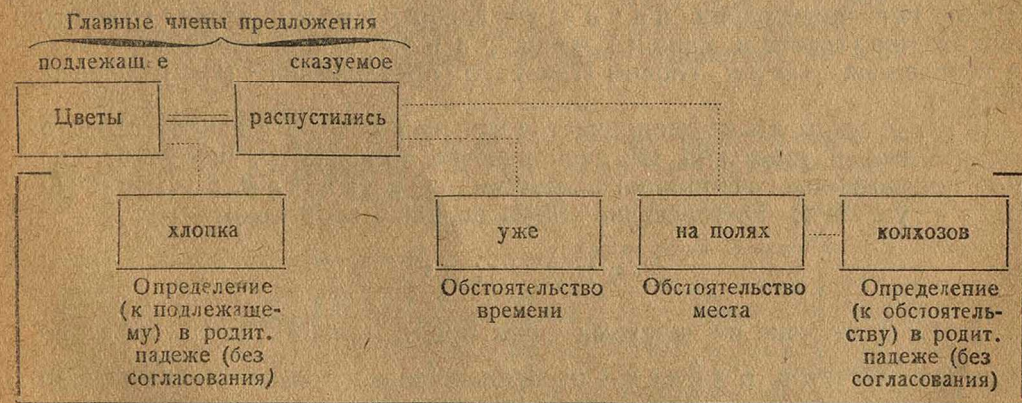 Главные члены предложения
подлежащ е сказуемое
Цветы распустились
хлопка уже на полях колхозов
Определение
(к подлежаще-
му) в родит.
падеже (без
согласования)
Обстоятельство
времени
Обстоятельство
места
Определение
(к обстоятель-
ству) в родит.
падеже (без
согласования)